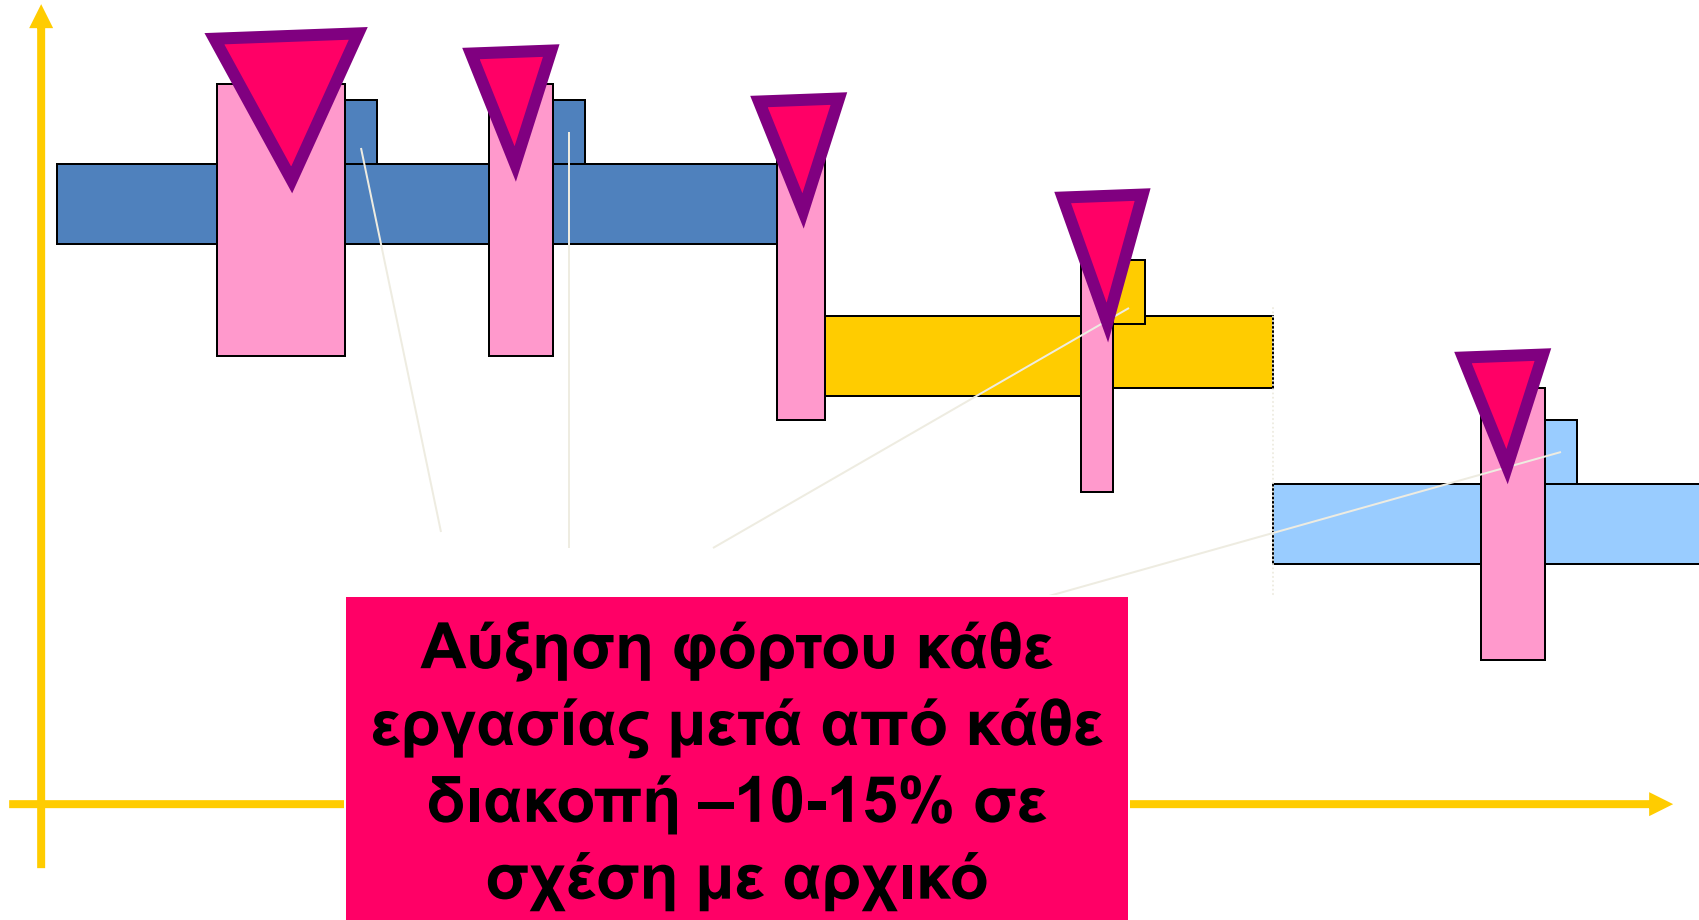 Αύξηση φόρτου κάθε
εργασίας μετά από κάθε
διακοπή –10-15% σε
σχέση με αρχικό